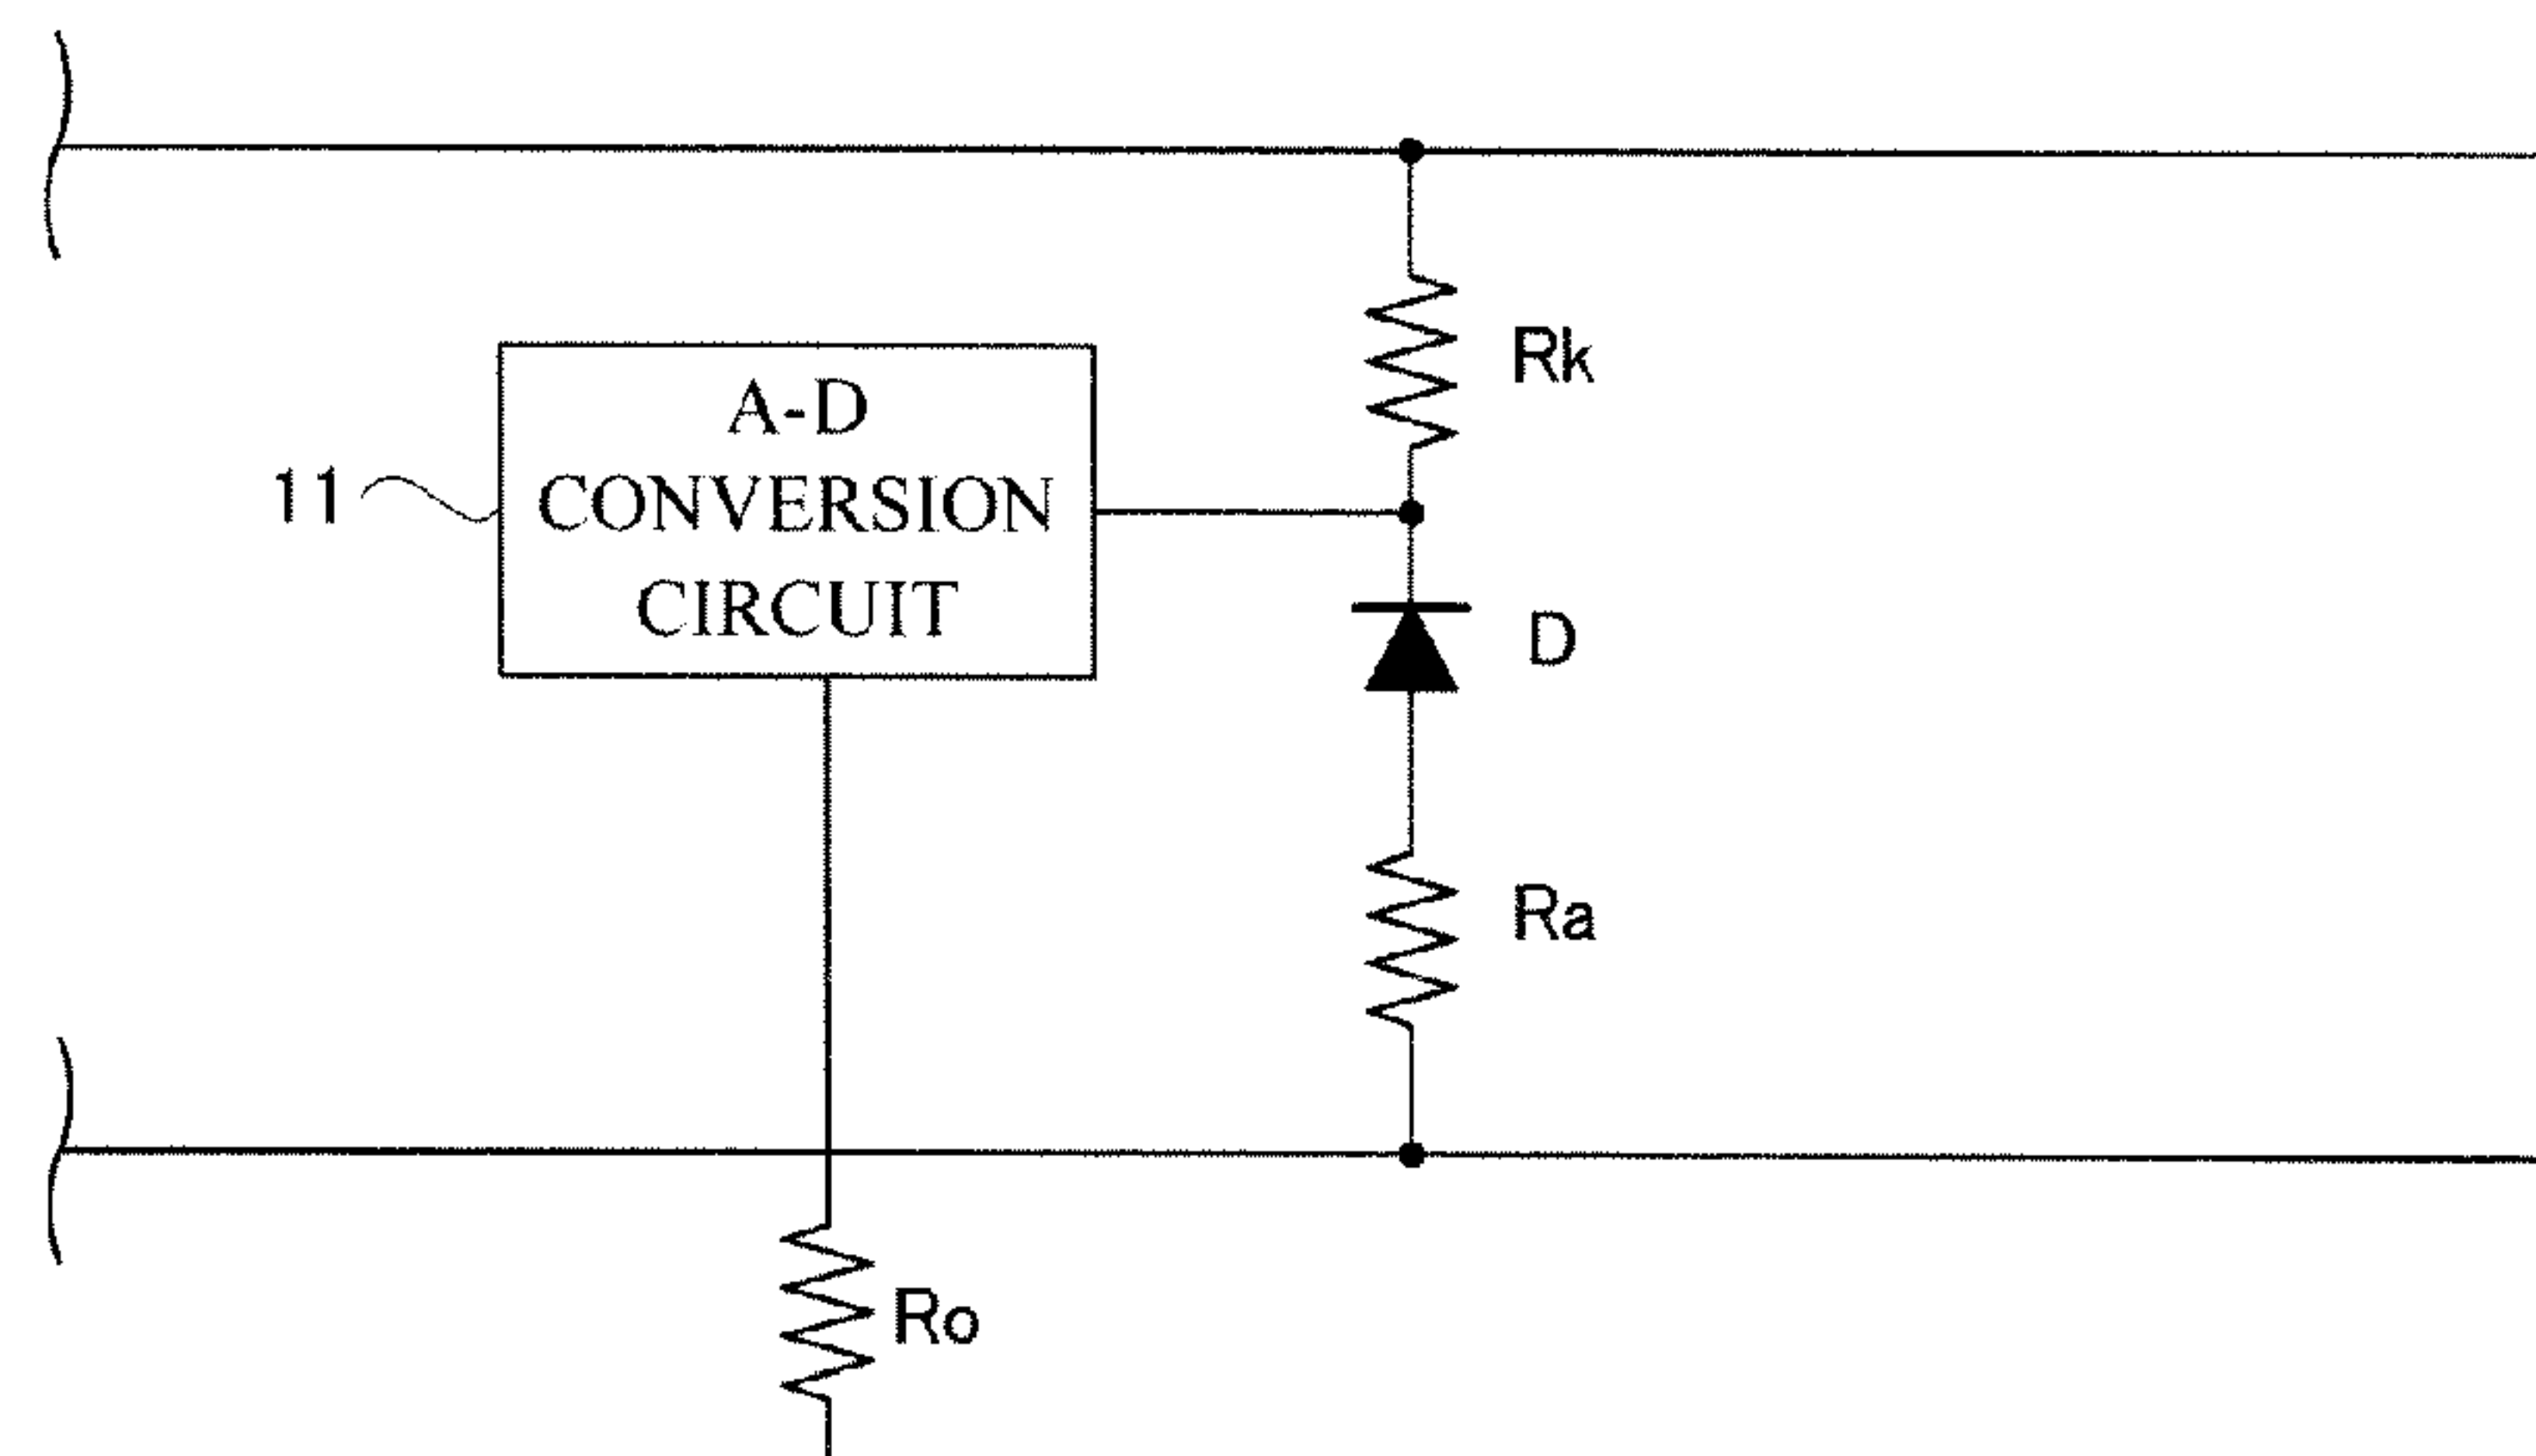 Rk
A-D
CONVERSION
CIRCUIT
11
D
Ra
Ro